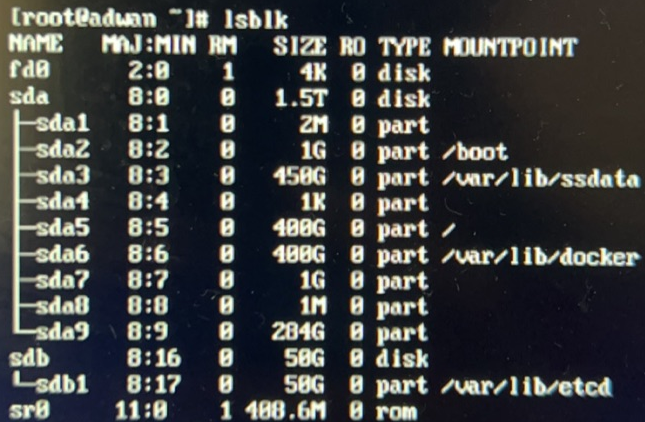 [root@adwan ~]# lsblk
NAME   MAJ:MIN RM   SIZE RO TYPE MOUNTPOINT
fd0      2:0    1     4K  0 disk
sda      8:0    0   1.5T  0 disk
├─sda1   8:1    0     2M  0 part
├─sda2   8:2    0     1G  0 part /boot
├─sda3   8:3    0   450G  0 part /var/lib/ssdata
├─sda4   8:4    0     1K  0 part
├─sda5   8:5    0   400G  0 part /
├─sda6   8:6    0   400G  0 part /var/lib/docker
├─sda7   8:7    0     1G  0 part
├─sda8   8:8    0     1M  0 part
└─sda9   8:9    0   284G  0 part
sdb      8:16   0    50G  0 disk
└─sdb1   8:17   0    50G  0 part /var/lib/etcd
sr0     11:0    1 408.6M  0 rom